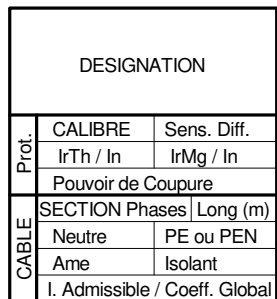 DESIGNATION
Prot.
CALIBRE Sens. Diff.
IrTh / In IrMg / In
Pouvoir de Coupure
CABLE
SECTION Phases Long (m)
Neutre PE ou PEN
Ame Isolant
I. Admissible / Coeff. Global